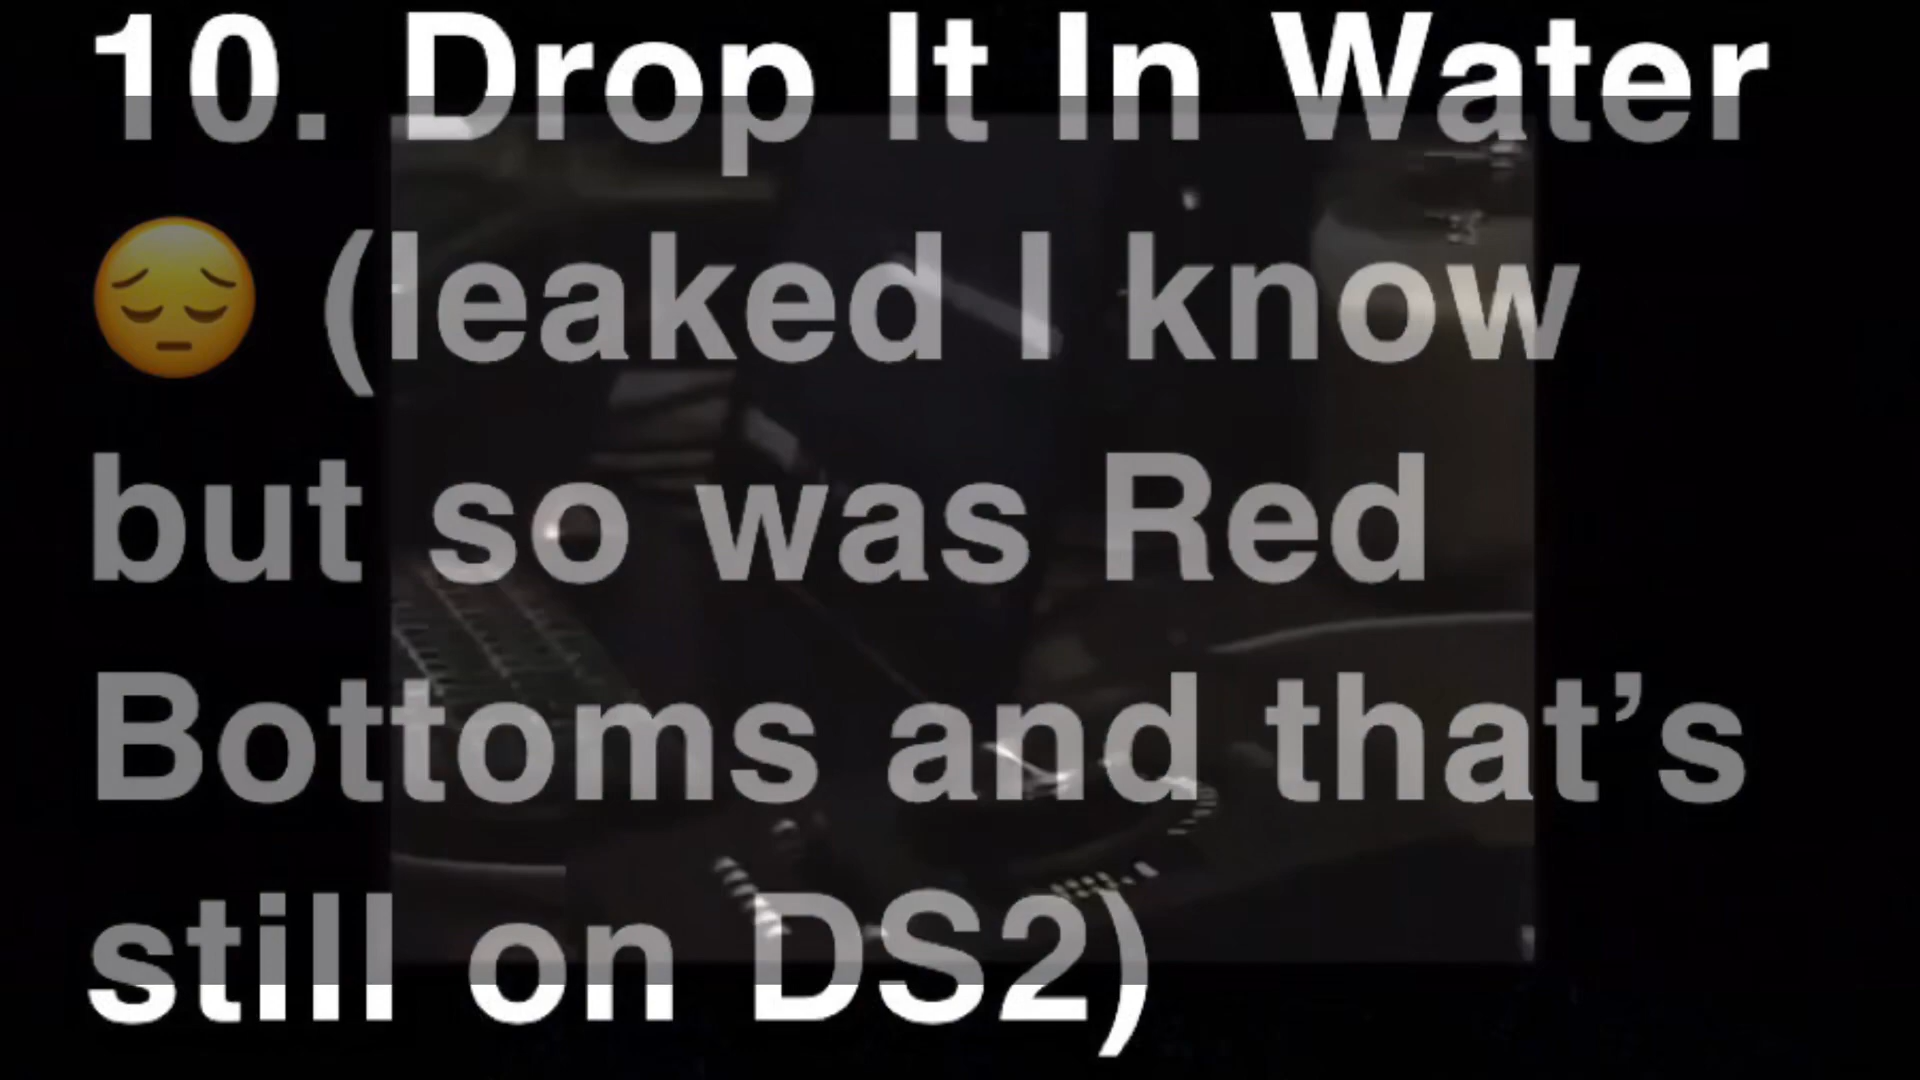 10. Drop It In Water
😔 (leaked I know
but so was Red
Bottoms and that’s
still on DS2)